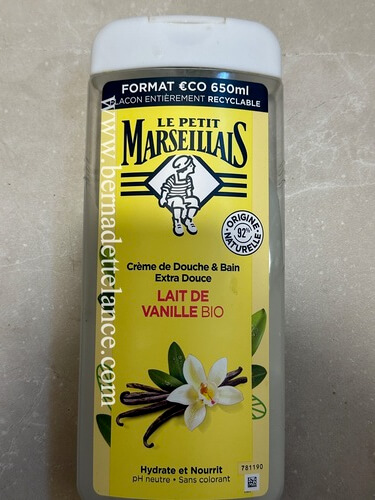 FORMAT €CO 650ml
FLACON ENTIÈREMENT RECYCLABLE
LE PETIT
MARSEILLAIS
ORIGINE
92%
NATURELLE
Crème de Douche & Bain
Extra Douce
LAIT DE
VANILLE BIO
Hydrate et Nourrit
pH neutre • Sans colorant
781190
www.bernadettelance.com